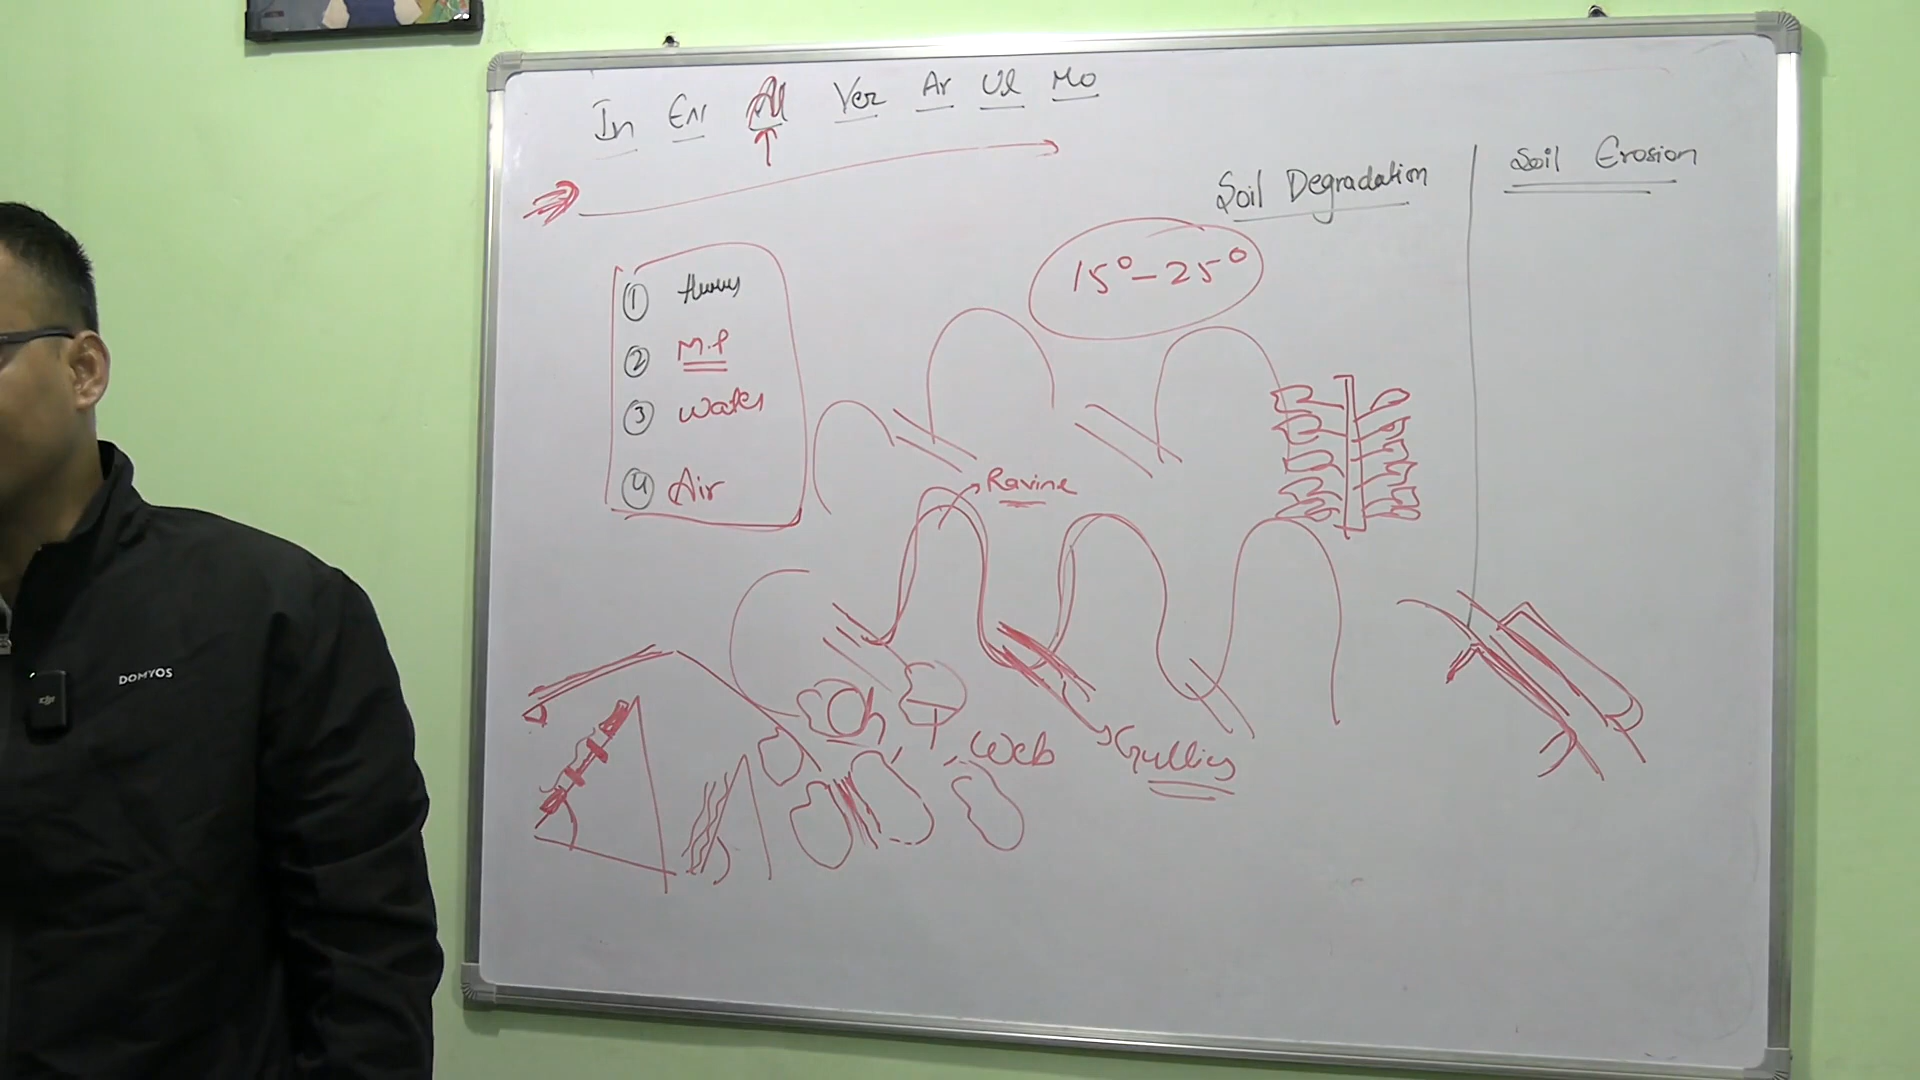 In En Al Ver Ar Ul Mo
Soil Degradation
Soil Erosion
15°-25°
①
② M.P
③ Water
④ Air
Ravine
Web
Gullies
DOMYOS
dji